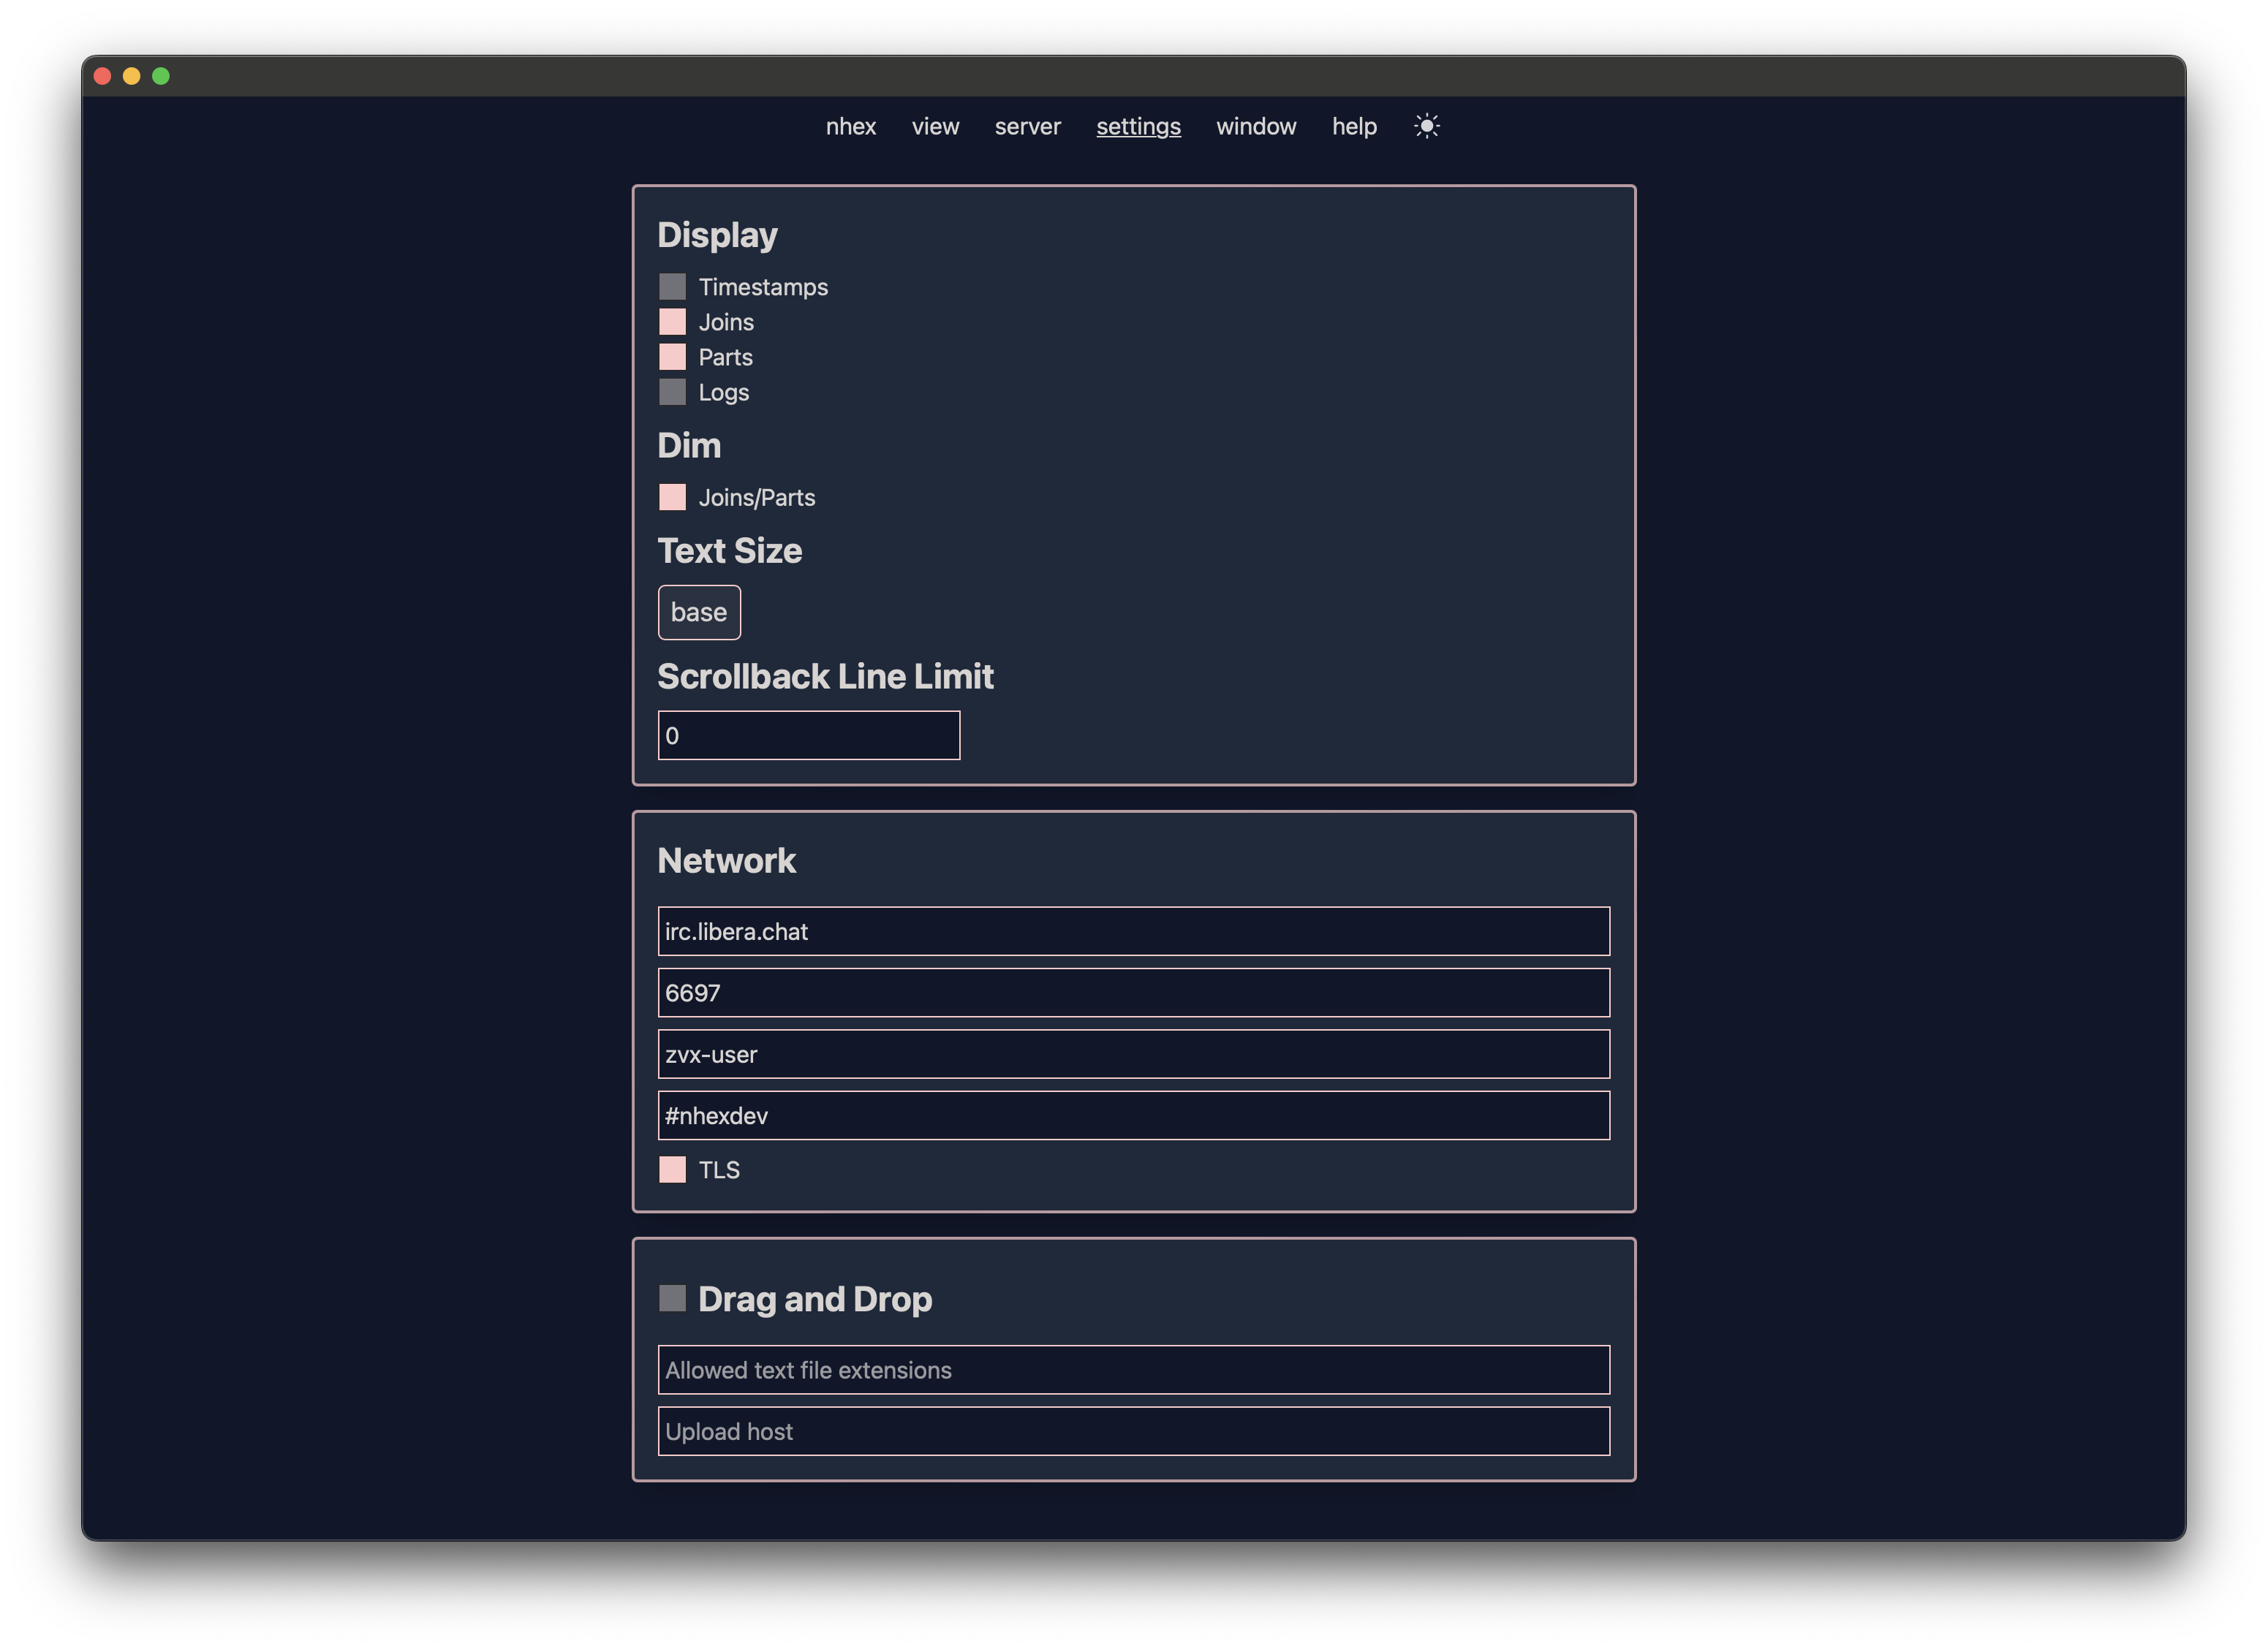 nhex view server settings window help
Display
Timestamps
Joins
Parts
Logs
Dim
Joins/Parts
Text Size
base
Scrollback Line Limit
0
Network
irc.libera.chat
6697
zvx-user
#nhexdev
TLS
Drag and Drop
Allowed text file extensions
Upload host